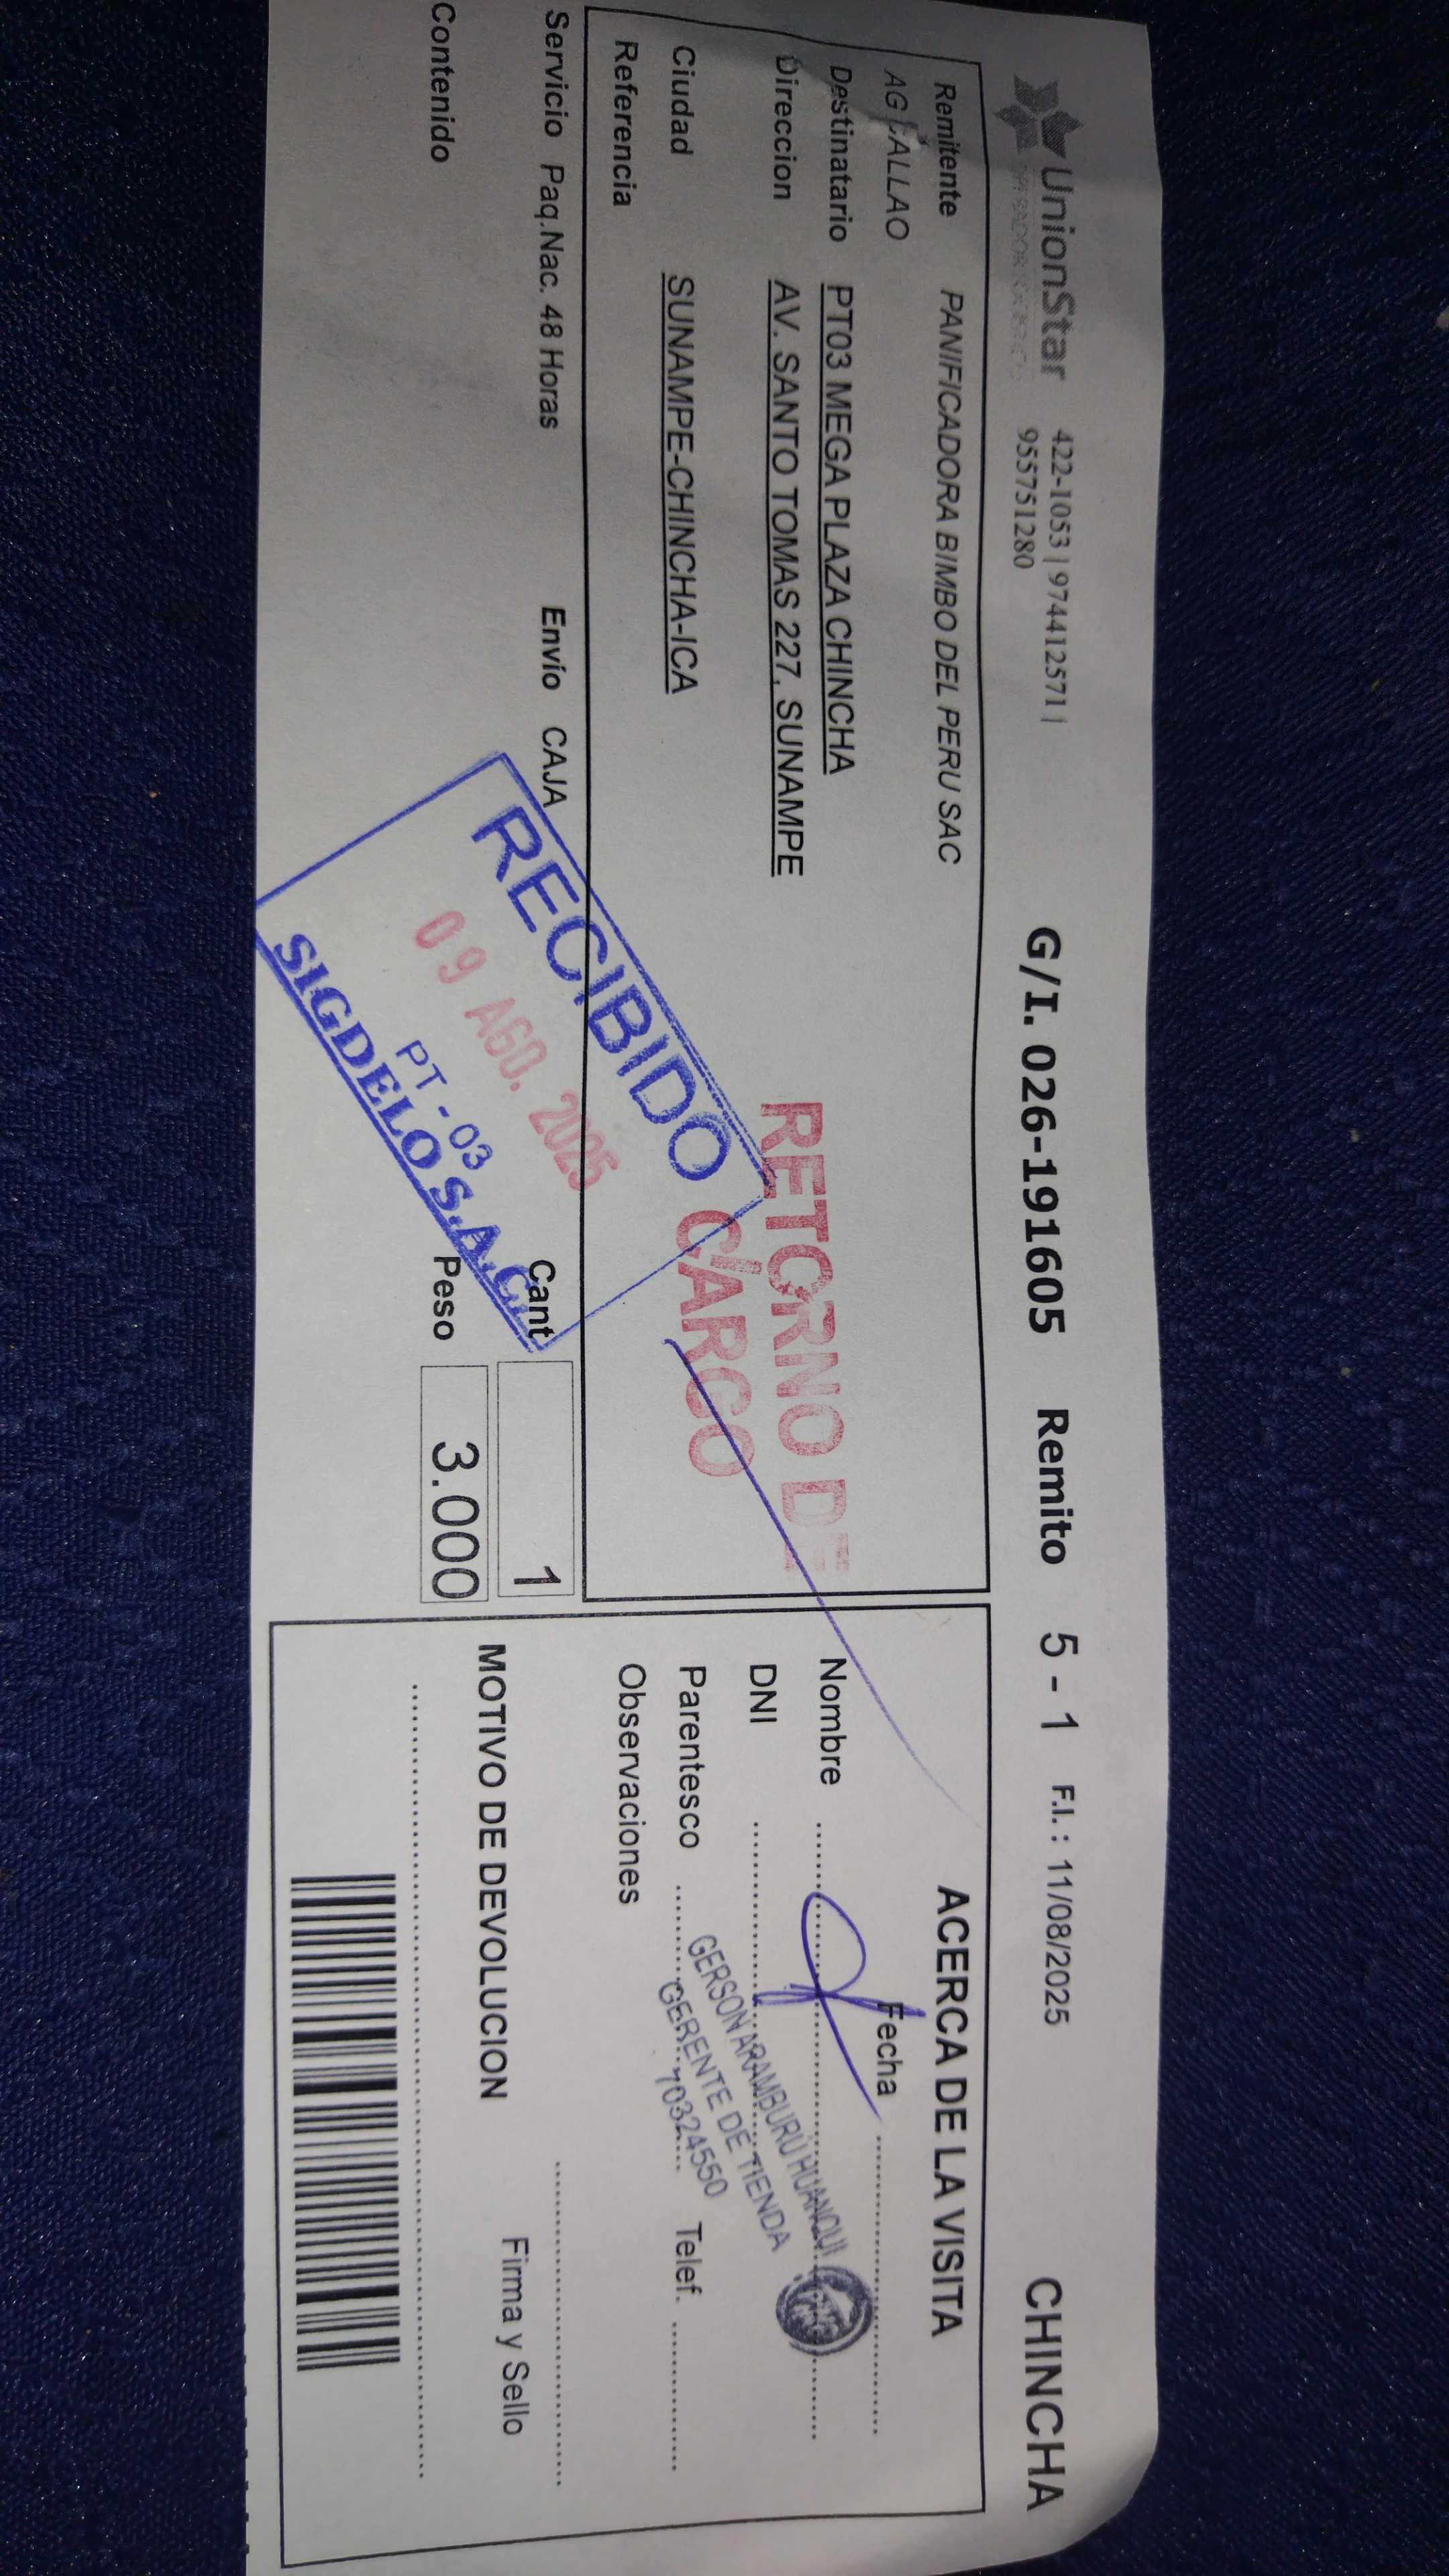 UnionStar
422-1053 | 974412571 |
955751280
G/I. 026-191605 Remito 5 - 1 F.I. : 11/08/2025 CHINCHA
Remitente PANIFICADORA BIMBO DEL PERU SAC
AG CALLAO
Destinatario PT03 MEGA PLAZA CHINCHA
Direccion AV. SANTO TOMAS 227, SUNAMPE
Ciudad SUNAMPE-CHINCHA-ICA
Referencia
RETORNO DE
CARGO
Servicio Paq.Nac. 48 Horas Envío CAJA Cant 1
Contenido Peso 3.000
RECIBIDO
09 AGO. 2025
PT - 03
SIGDELO S.A.C.
ACERCA DE LA VISITA
Fecha
Nombre
DNI
Parentesco Telef.
Observaciones
GERSON ARAMBURÚ HUANQUI
GERENTE DE TIENDA
70324550
MOTIVO DE DEVOLUCION Firma y Sello